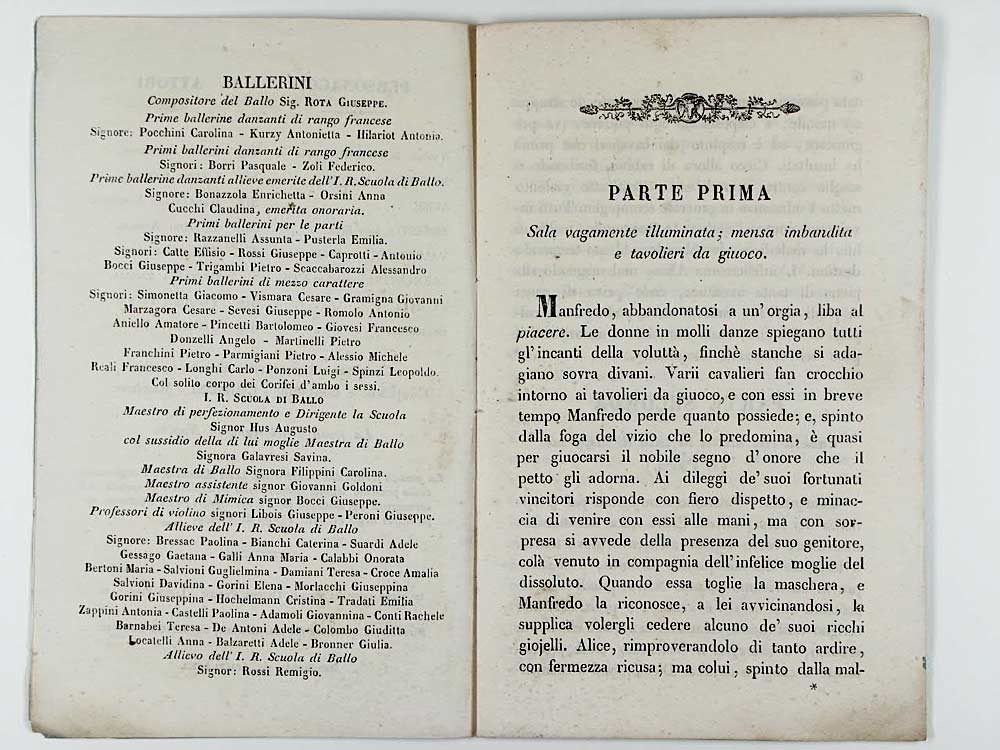 BALLERINI
Compositore del Ballo Sig. ROTA GIUSEPPE.
Prime ballerine danzanti di rango francese
Signore: Pocchini Carolina - Kurzy Antonietta - Hilariot Antonia.
Primi ballerini danzanti di rango francese
Signori: Borri Pasquale - Zoli Federico.
Prime ballerine danzanti allieve emerite dell'I. R. Scuola di Ballo.
Signore: Bonazzola Enrichetta - Orsini Anna
Cucchi Claudina, emerita onoraria.
Primi ballerini per le parti
Signore: Razzanelli Assunta - Pusterla Emilia.
Signori: Catte Effisio - Rossi Giuseppe - Caprotti - Antonio
Bocci Giuseppe - Trigambi Pietro - Scaccabarozzi Alessandro
Primi ballerini di mezzo carattere
Signori: Simonetta Giacomo - Vismara Cesare - Gramigna Giovanni
Marzagora Cesare - Sevesi Giuseppe - Romolo Antonio
Aniello Amatore - Pincetti Bartolomeo - Giovesi Francesco
Donzelli Angelo - Martinelli Pietro
Franchini Pietro - Parmigiani Pietro - Alessio Michele
Reali Francesco - Longhi Carlo - Ponzoni Luigi - Spinzi Leopoldo.
Col solito corpo dei Corifei d'ambo i sessi.
I. R. SCUOLA DI BALLO
Maestro di perfezionamento e Dirigente la Scuola
Signor Hus Augusto
col sussidio della di lui moglie Maestra di Ballo
Signora Galavresi Savina.
Maestra di Ballo Signora Filippini Carolina.
Maestro assistente signor Giovanni Goldoni
Maestro di Mimica signor Bocci Giuseppe.
Professori di violino signori Libois Giuseppe - Peroni Giuseppe.
Allieve dell' I. R. Scuola di Ballo
Signore: Bressac Paolina - Bianchi Caterina - Suardi Adele
Gessago Gaetana - Galli Anna Maria - Calabbi Onorata
Bertoni Maria - Salvioni Guglielmina - Damiani Teresa - Croce Amalia
Salvioni Davidina - Gorini Elena - Morlacchi Giuseppina
Gorini Giuseppina - Hochelmann Cristina - Tradati Emilia
Zappini Antonia - Castelli Paolina - Adamoli Giovannina - Conti Rachele
Barnabei Teresa - De Antoni Adele - Colombo Giuditta
Locatelli Anna - Balzaretti Adele - Bronner Giulia.
Allievo dell' I. R. Scuola di Ballo
Signor: Rossi Remigio.
PARTE PRIMA
Sala vagamente illuminata; mensa imbandita
e tavolieri da giuoco.
Manfredo, abbandonatosi a un' orgia, liba al
piacere. Le donne in molli danze spiegano tutti
gl'incanti della voluttà, finchè stanche si ada-
giano sovra divani. Varii cavalieri fan crocchio
intorno ai tavolieri da giuoco, e con essi in breve
tempo Manfredo perde quanto possiede; e, spinto
dalla foga del vizio che lo predomina, è quasi
per giuocarsi il nobile segno d'onore che il
petto gli adorna. Ai dileggi de' suoi fortunati
vincitori risponde con fiero dispetto, e minac-
cia di venire con essi alle mani, ma con sor-
presa si avvede della presenza del suo genitore,
colà venuto in compagnia dell'infelice moglie del
dissoluto. Quando essa toglie la maschera, e
Manfredo la riconosce, a lei avvicinandosi, la
supplica volergli cedere alcuno de' suoi ricchi
giojelli. Alice, rimproverandolo di tanto ardire,
con fermezza ricusa; ma colui, spinto dalla mal-
*